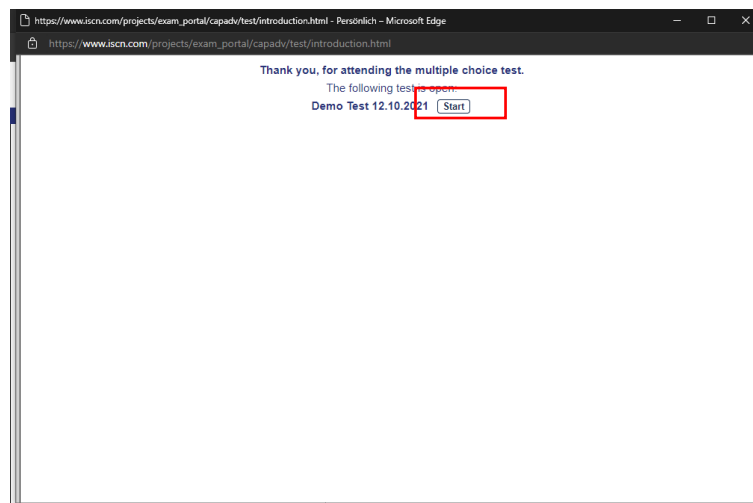 https://www.iscn.com/projects/exam_portal/capadv/test/introduction.html - Persönlich – Microsoft Edge
https://www.iscn.com/projects/exam_portal/capadv/test/introduction.html
Thank you, for attending the multiple choice test.
The following test is open:
Demo Test 12.10.2021 Start